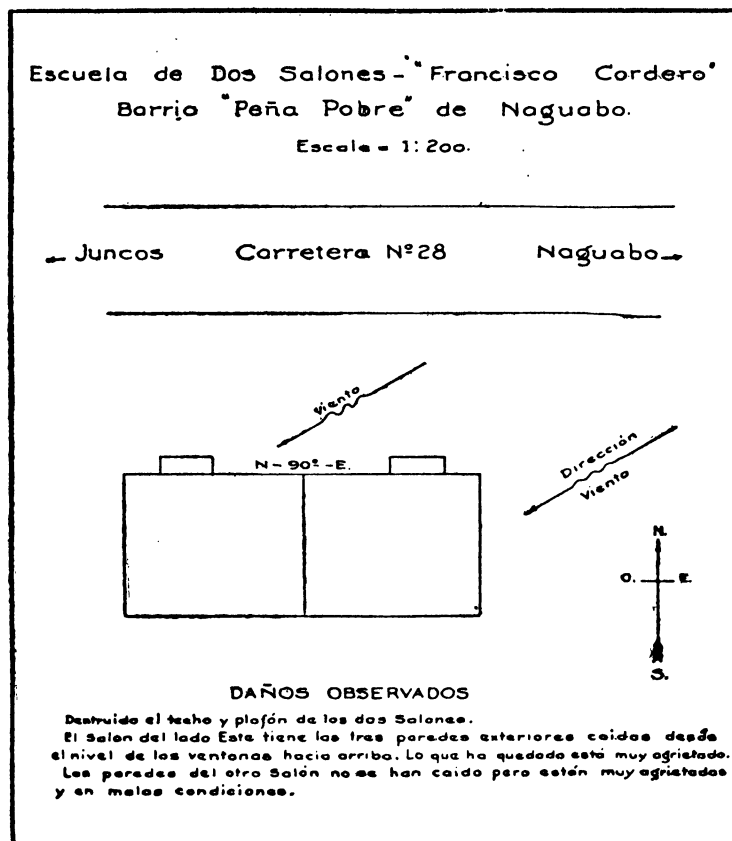 Escuela de Dos Salones - "Francisco Cordero"
Barrio "Peña Pobre" de Naguabo.
Escala = 1:200.
← Juncos Carretera Nº 28 Naguabo →
Viento
N - 90º - E.
Dirección
Viento
N.
O. E.
S.
DAÑOS OBSERVADOS
Destruido el techo y plafón de los dos Salones.
El Salon del lado Este tiene las tres paredes exteriores caidas desde
el nivel de las ventanas hacia arriba. Lo que ha quedado está muy agrietado.
Las paredes del otro Salón no se han caido pero están muy agrietadas
y en malas condiciones.